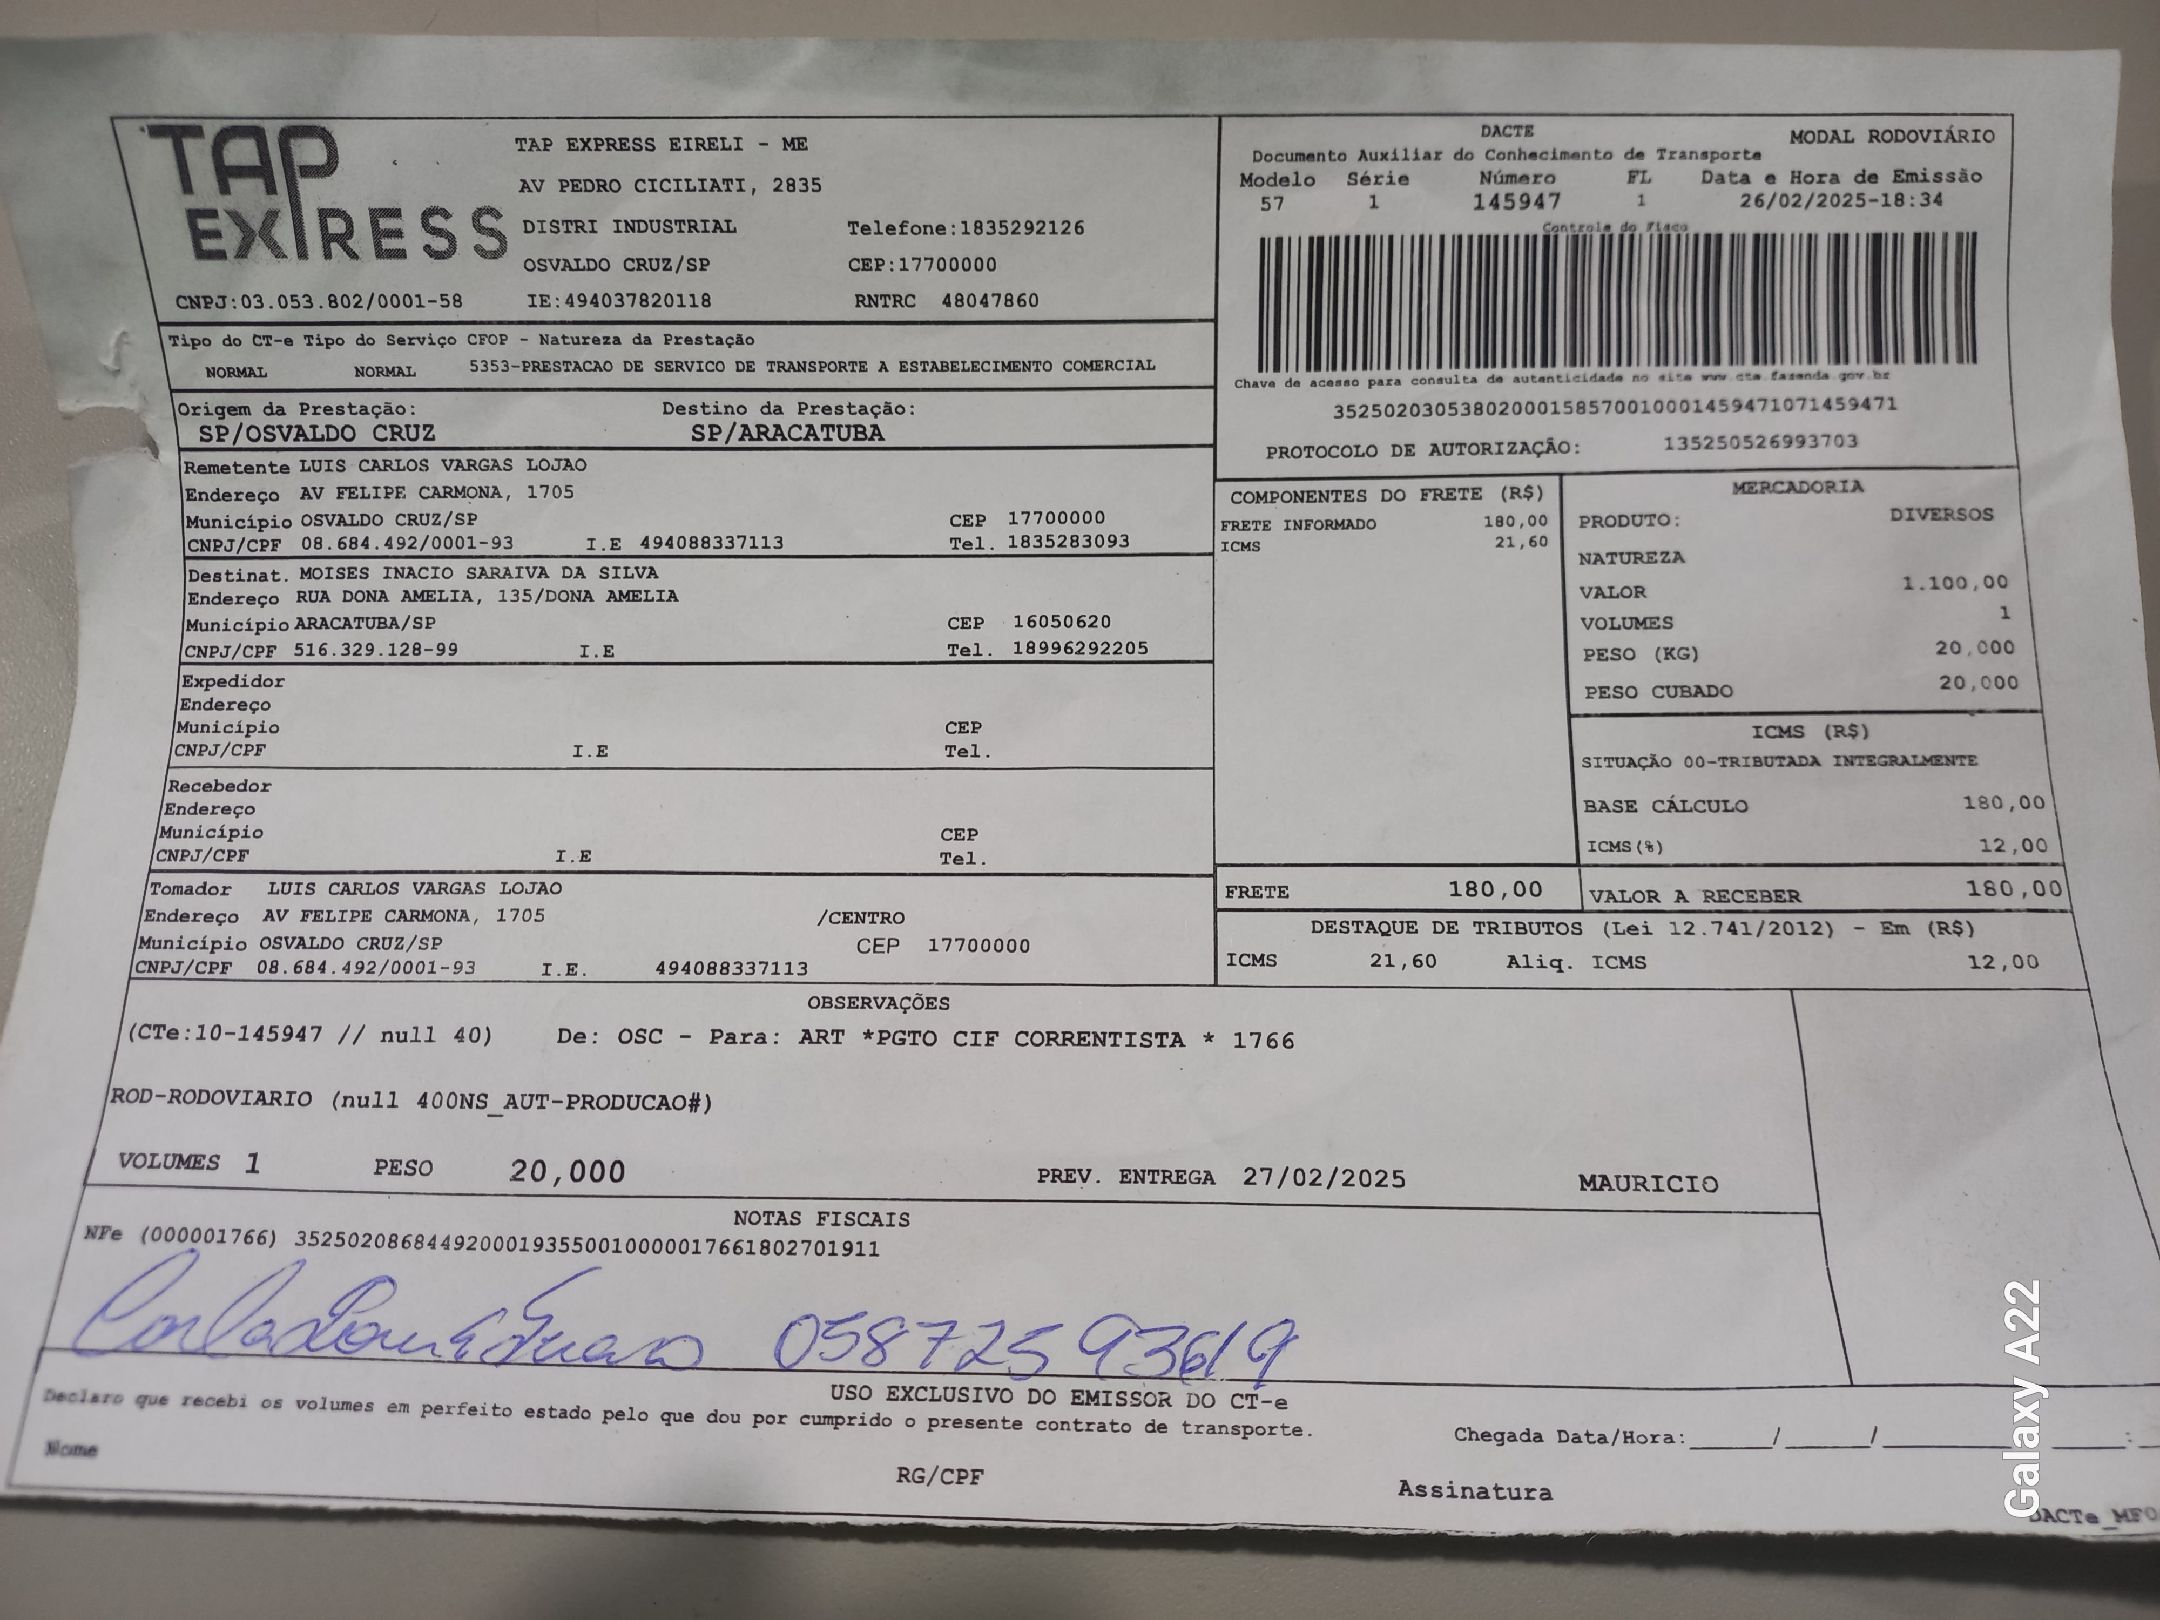 TAP EXPRESS
TAP EXPRESS EIRELI - ME
AV PEDRO CICILIATI, 2835
DISTRI INDUSTRIAL Telefone:1835292126
OSVALDO CRUZ/SP CEP:17700000
CNPJ:03.053.802/0001-58 IE:494037820118 RNTRC 48047860
DACTE MODAL RODOVIÁRIO
Documento Auxiliar do Conhecimento de Transporte
Modelo Série Número FL Data e Hora de Emissão
57 1 145947 1 26/02/2025-18:34
Controle do Fisco
Chave de acesso para consulta de autenticidade no site www.cte.fazenda.gov.br
35250203053802000158570010001459471071459471
PROTOCOLO DE AUTORIZAÇÃO: 135250526993703
Tipo do CT-e Tipo do Serviço CFOP - Natureza da Prestação
NORMAL NORMAL 5353-PRESTACAO DE SERVICO DE TRANSPORTE A ESTABELECIMENTO COMERCIAL
Origem da Prestação: Destino da Prestação:
SP/OSVALDO CRUZ SP/ARACATUBA
Remetente LUIS CARLOS VARGAS LOJAO
Endereço AV FELIPE CARMONA, 1705
Município OSVALDO CRUZ/SP CEP 17700000
CNPJ/CPF 08.684.492/0001-93 I.E 494088337113 Tel. 1835283093
Destinat. MOISES INACIO SARAIVA DA SILVA
Endereço RUA DONA AMELIA, 135/DONA AMELIA
Município ARACATUBA/SP CEP 16050620
CNPJ/CPF 516.329.128-99 I.E Tel. 18996292205
Expedidor
Endereço
Município CEP
CNPJ/CPF I.E Tel.
Recebedor
Endereço
Município CEP
CNPJ/CPF I.E Tel.
Tomador LUIS CARLOS VARGAS LOJAO
Endereço AV FELIPE CARMONA, 1705 /CENTRO
Município OSVALDO CRUZ/SP CEP 17700000
CNPJ/CPF 08.684.492/0001-93 I.E. 494088337113
COMPONENTES DO FRETE (R$)
FRETE INFORMADO 180,00
ICMS 21,60
MERCADORIA
PRODUTO: DIVERSOS
NATUREZA
VALOR 1.100,00
VOLUMES 1
PESO (KG) 20,000
PESO CUBADO 20,000
ICMS (R$)
SITUAÇÃO 00-TRIBUTADA INTEGRALMENTE
BASE CÁLCULO 180,00
ICMS(%) 12,00
FRETE 180,00 VALOR A RECEBER 180,00
DESTAQUE DE TRIBUTOS (Lei 12.741/2012) - Em (R$)
ICMS 21,60 Aliq. ICMS 12,00
OBSERVAÇÕES
(CTe:10-145947 // null 40) De: OSC - Para: ART *PGTO CIF CORRENTISTA * 1766
ROD-RODOVIARIO (null 400NS_AUT-PRODUCAO#)
VOLUMES 1 PESO 20,000 PREV. ENTREGA 27/02/2025 MAURICIO
NOTAS FISCAIS
NFe (000001766) 35250208684492000193550010000017661802701911
05872593619
USO EXCLUSIVO DO EMISSOR DO CT-e
Declaro que recebi os volumes em perfeito estado pelo que dou por cumprido o presente contrato de transporte.
Chegada Data/Hora:_____/_____/________ ____:
Nome RG/CPF Assinatura
DACTe_MF0
Galaxy A22